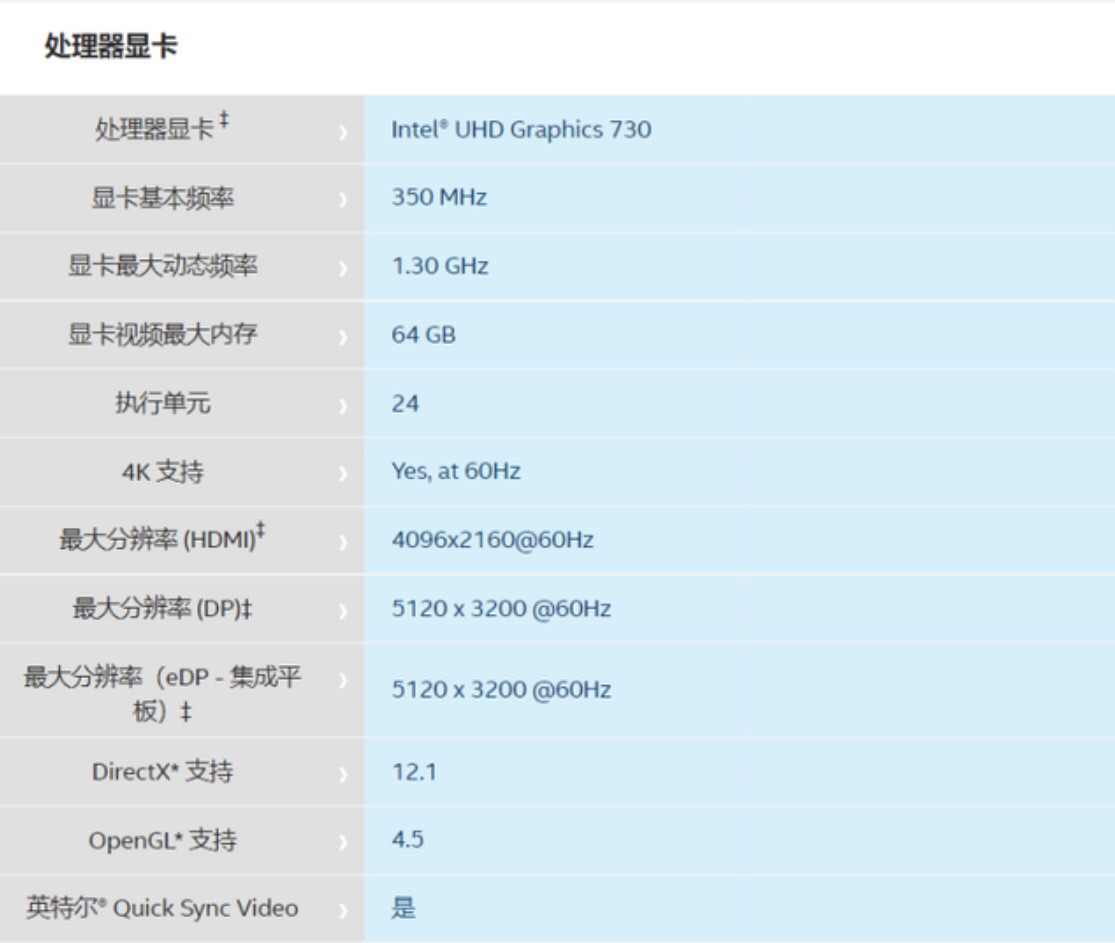 处理器显卡
处理器显卡‡ Intel® UHD Graphics 730
显卡基本频率 350 MHz
显卡最大动态频率 1.30 GHz
显卡视频最大内存 64 GB
执行单元 24
4K 支持 Yes, at 60Hz
最大分辨率 (HDMI)‡ 4096x2160@60Hz
最大分辨率 (DP)‡ 5120 x 3200 @60Hz
最大分辨率（eDP - 集成平
板）‡ 5120 x 3200 @60Hz
DirectX* 支持 12.1
OpenGL* 支持 4.5
英特尔® Quick Sync Video 是